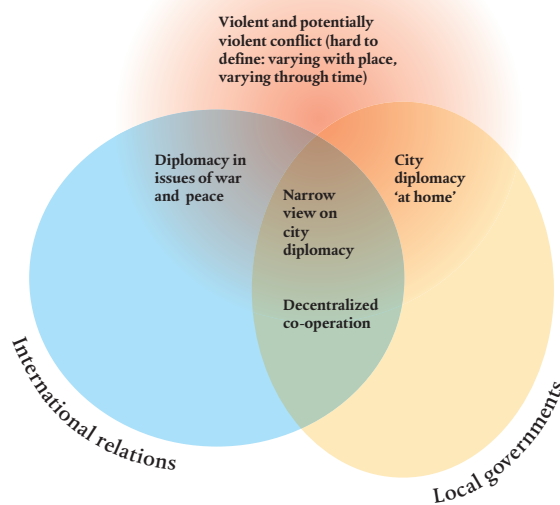 Violent and potentially
violent conflict (hard to
define: varying with place,
varying through time)
Diplomacy in
issues of war
and peace
City
diplomacy
‘at home’
Narrow
view on
city
diplomacy
Decentralized
co-operation
International relations
Local governments